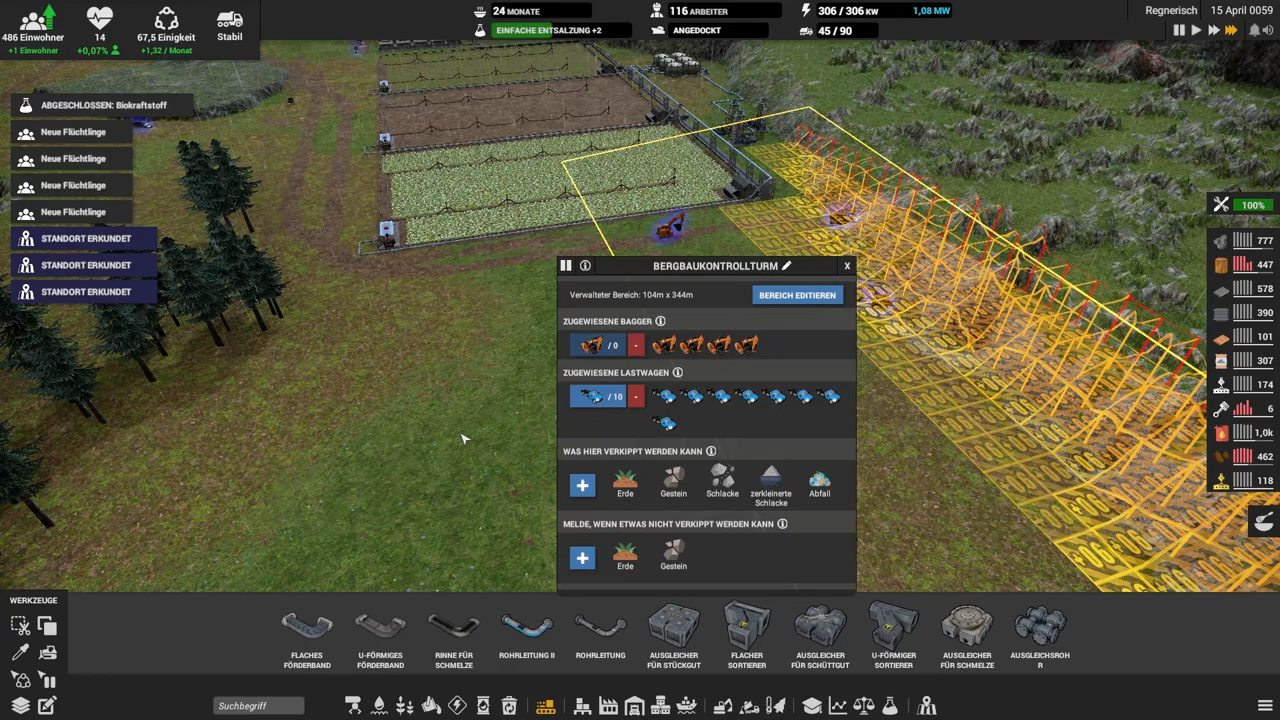 24 MONATE
116 ARBEITER
306 / 306 KW
1,08 MW
Regnerisch
15 April 0059
486 Einwohner
14
67,5 Einigkeit
Stabil
+1 Einwohner
+0,07%
+1,32 / Monat
EINFACHE ENTSALZUNG +2
ANGEDOCKT
45 / 90
ABGESCHLOSSEN: Biokraftstoff
Neue Flüchtlinge
Neue Flüchtlinge
Neue Flüchtlinge
Neue Flüchtlinge
STANDORT ERKUNDET
STANDORT ERKUNDET
STANDORT ERKUNDET
100%
777
447
578
390
101
307
174
6
1,0k
462
118
BERGBAUKONTROLLTURM
X
Verwalteter Bereich: 104m x 344m
BEREICH EDITIEREN
ZUGEWIESENE BAGGER
/ 0
-
ZUGEWIESENE LASTWAGEN
/ 10
-
WAS HIER VERKIPPT WERDEN KANN
Erde
Gestein
Schlacke
zerkleinerte
Schlacke
Abfall
MELDE, WENN ETWAS NICHT VERKIPPT WERDEN KANN
Erde
Gestein
WERKZEUGE
FLACHES
FÖRDERBAND
U-FÖRMIGES
FÖRDERBAND
RINNE FÜR
SCHMELZE
ROHRLEITUNG II
ROHRLEITUNG
AUSGLEICHER
FÜR STÜCKGUT
FLACHER
SORTIERER
AUSGLEICHER
FÜR SCHÜTTGUT
U-FÖRMIGER
SORTIERER
AUSGLEICHER
FÜR SCHMELZE
AUSGLEICHSROH
R
Suchbegriff